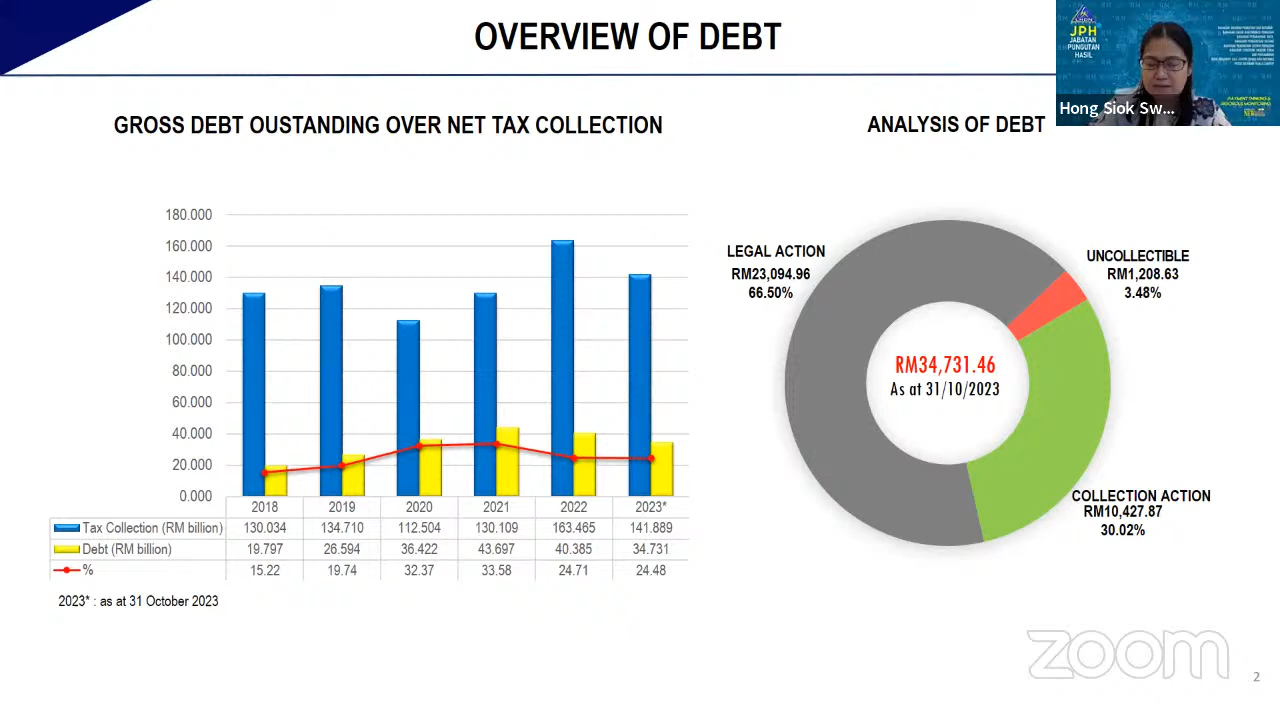 OVERVIEW OF DEBT
JPH
JABATAN
PUNGUTAN
HASIL
Hong Siok Sw...
GROSS DEBT OUSTANDING OVER NET TAX COLLECTION
180.000
160.000
140.000
120.000
100.000
80.000
60.000
40.000
20.000
0.000
2018 2019 2020 2021 2022 2023*
Tax Collection (RM billion) 130.034 134.710 112.504 130.109 163.465 141.889
Debt (RM billion) 19.797 26.594 36.422 43.697 40.385 34.731
% 15.22 19.74 32.37 33.58 24.71 24.48
2023* : as at 31 October 2023
ANALYSIS OF DEBT
LEGAL ACTION
RM23,094.96
66.50%
UNCOLLECTIBLE
RM1,208.63
3.48%
RM34,731.46
As at 31/10/2023
COLLECTION ACTION
RM10,427.87
30.02%
zoom
2